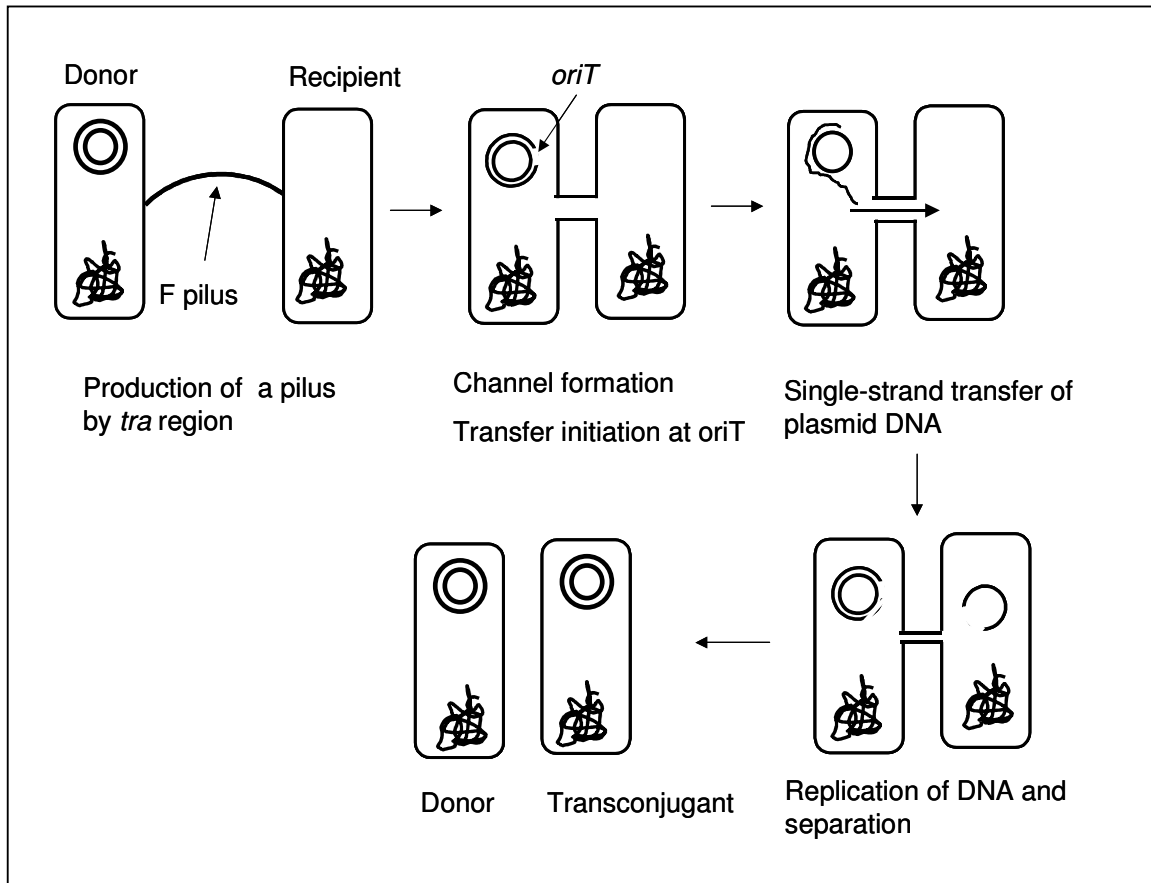 Donor
Recipient
oriT
F pilus
Production of a pilus
by tra region
Channel formation
Transfer initiation at oriT
Single-strand transfer of
plasmid DNA
Donor
Transconjugant
Replication of DNA and
separation